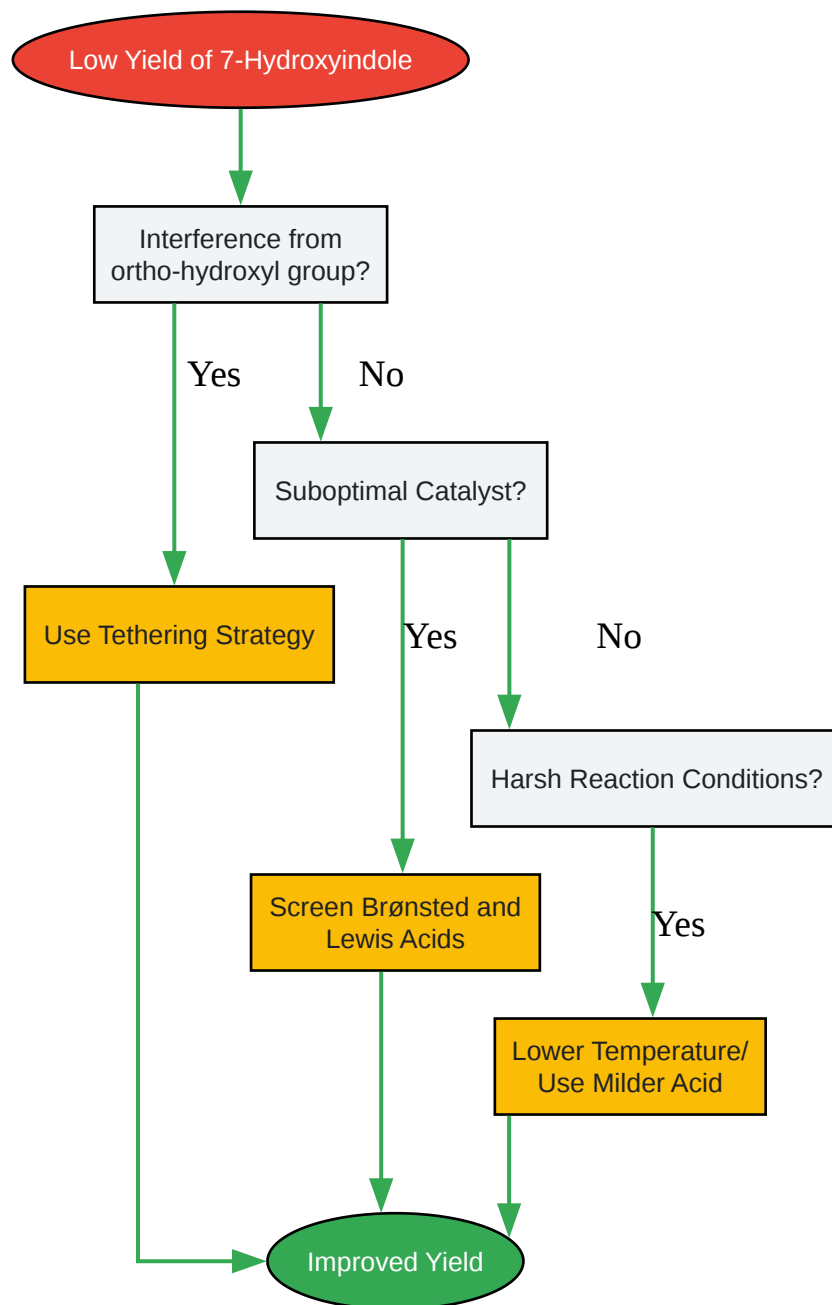 Low Yield of 7-Hydroxyindole
Interference from
ortho-hydroxyl group?
Yes
No
Suboptimal Catalyst?
Use Tethering Strategy
Yes
No
Harsh Reaction Conditions?
Screen Brønsted and
Lewis Acids
Yes
Lower Temperature/
Use Milder Acid
Improved Yield